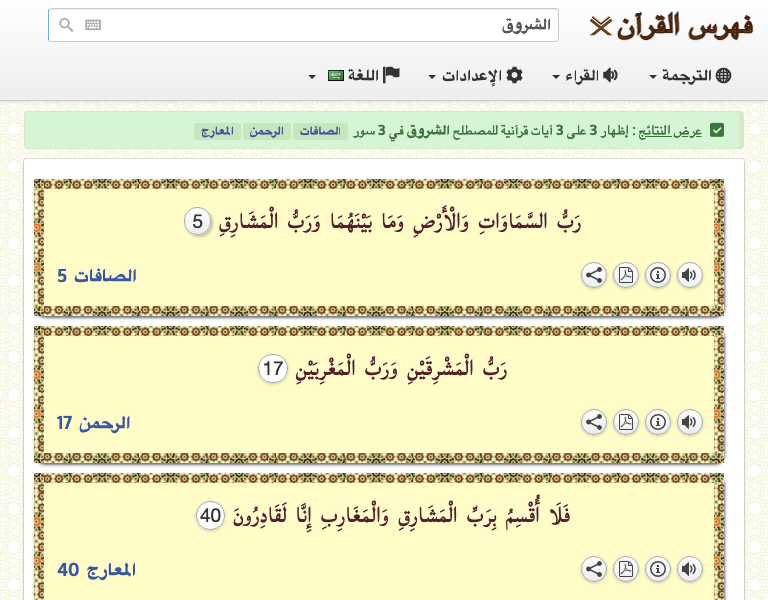 فهرس القرآن
الشروق
الترجمة
القراء
الإعدادات
اللغة
عرض النتائج : إظهار 3 على 3 آيات قرآنية للمصطلح الشروق في 3 سور الصافات الرحمن المعارج
رَبُّ السَّمَاوَاتِ وَالْأَرْضِ وَمَا بَيْنَهُمَا وَرَبُّ الْمَشَارِقِ 5
الصافات 5
رَبُّ الْمَشْرِقَيْنِ وَرَبُّ الْمَغْرِبَيْنِ 17
الرحمن 17
فَلَا أُقْسِمُ بِرَبِّ الْمَشَارِقِ وَالْمَغَارِبِ إِنَّا لَقَادِرُونَ 40
المعارج 40